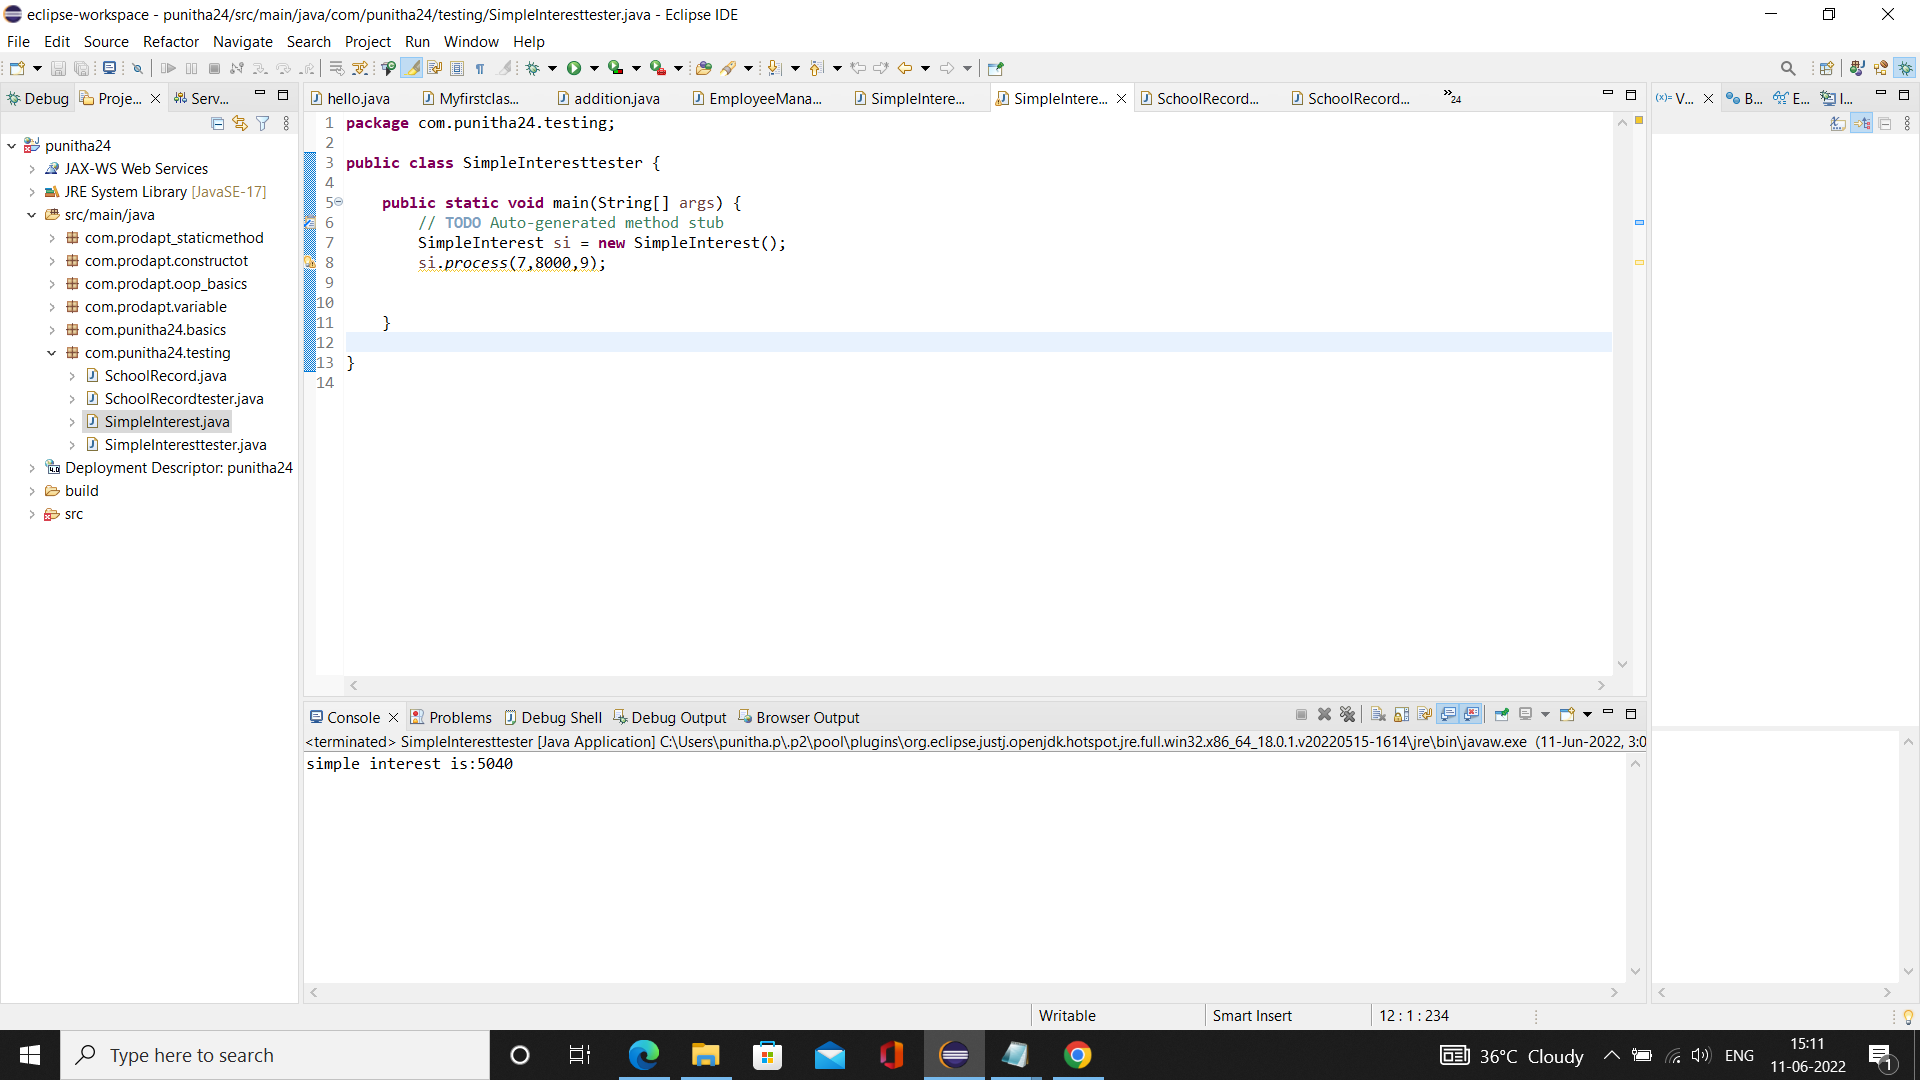 eclipse-workspace - punitha24/src/main/java/com/punitha24/testing/SimpleInteresttester.java - Eclipse IDE
File Edit Source Refactor Navigate Search Project Run Window Help
Debug Proje... Serv...
hello.java Myfirstclas... addition.java EmployeeMana... SimpleIntere... SimpleIntere... SchoolRecord... SchoolRecord... »24
(x)= V... B... E... I...
punitha24
JAX-WS Web Services
JRE System Library [JavaSE-17]
src/main/java
com.prodapt_staticmethod
com.prodapt.constructot
com.prodapt.oop_basics
com.prodapt.variable
com.punitha24.basics
com.punitha24.testing
SchoolRecord.java
SchoolRecordtester.java
SimpleInterest.java
SimpleInteresttester.java
Deployment Descriptor: punitha24
build
src
1 package com.punitha24.testing;
2
3 public class SimpleInteresttester {
4
5 public static void main(String[] args) {
6 // TODO Auto-generated method stub
7 SimpleInterest si = new SimpleInterest();
8 si.process(7,8000,9);
9
10
11 }
12
13 }
14
Console Problems Debug Shell Debug Output Browser Output
<terminated> SimpleInteresttester [Java Application] C:\Users\punitha.p\.p2\pool\plugins\org.eclipse.justj.openjdk.hotspot.jre.full.win32.x86_64_18.0.1.v20220515-1614\jre\bin\javaw.exe (11-Jun-2022, 3:0
simple interest is:5040
Writable Smart Insert 12 : 1 : 234
Type here to search
36°C Cloudy ENG
15:11
11-06-2022
1